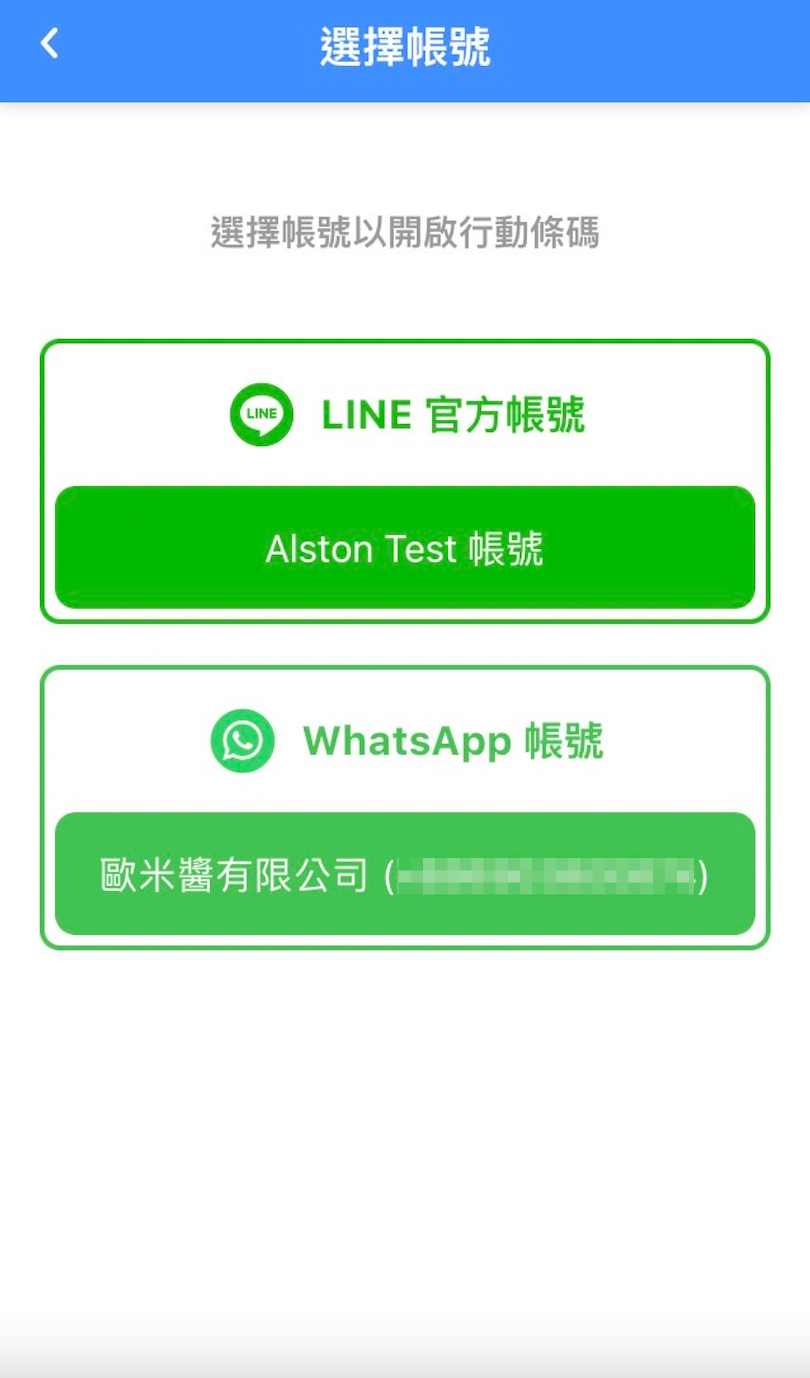 選擇帳號
選擇帳號以開啟行動條碼
LINE
LINE 官方帳號
Alston Test 帳號
WhatsApp 帳號
歐米醬有限公司 ()